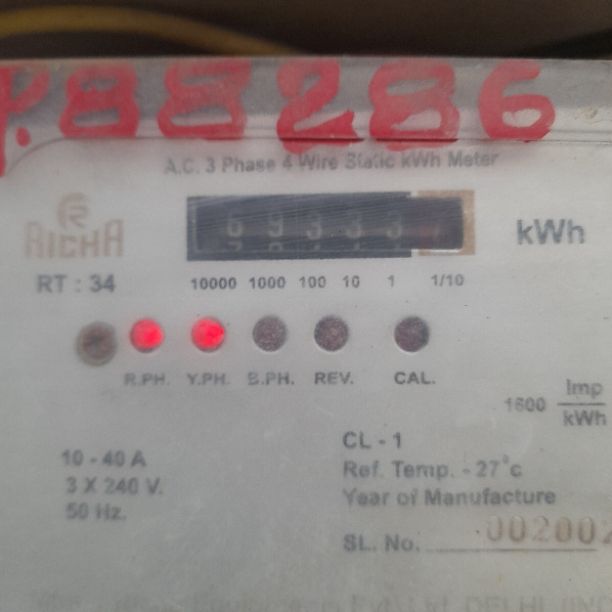 P.88286
A.C. 3 Phase 4 Wire Static kWh Meter
RICHA
69333
kWh
RT : 34
10000 1000 100 10 1 1/10
R.PH. Y.PH. B.PH. REV. CAL.
1600 Imp
kWh
10 - 40 A
3 X 240 V.
50 Hz.
CL - 1
Ref. Temp. - 27°c
Year of Manufacture
SL. No.